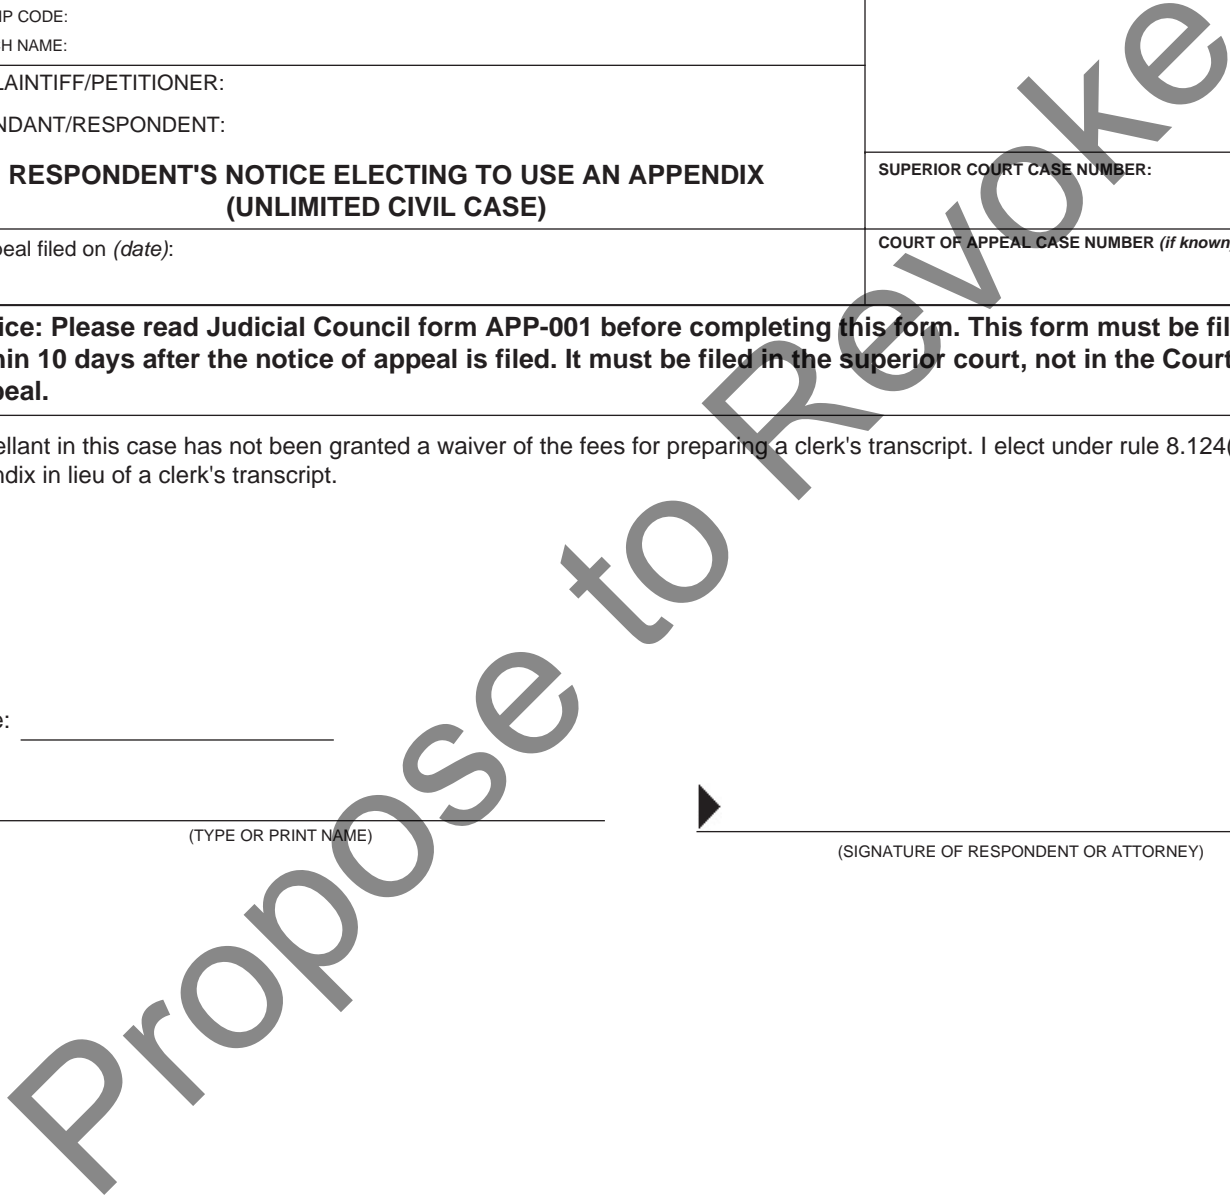 IP CODE:
H NAME:
LAINTIFF/PETITIONER:
NDANT/RESPONDENT:
RESPONDENT'S NOTICE ELECTING TO USE AN APPENDIX
(UNLIMITED CIVIL CASE)
SUPERIOR COURT CASE NUMBER:
eal filed on (date):
COURT OF APPEAL CASE NUMBER (if known
ice: Please read Judicial Council form APP-001 before completing this form. This form must be fil
in 10 days after the notice of appeal is filed. It must be filed in the superior court, not in the Court
eal.
ellant in this case has not been granted a waiver of the fees for preparing a clerk's transcript. I elect under rule 8.124(
ndix in lieu of a clerk's transcript.
e:
(TYPE OR PRINT NAME)
(SIGNATURE OF RESPONDENT OR ATTORNEY)
Propose to Revoke